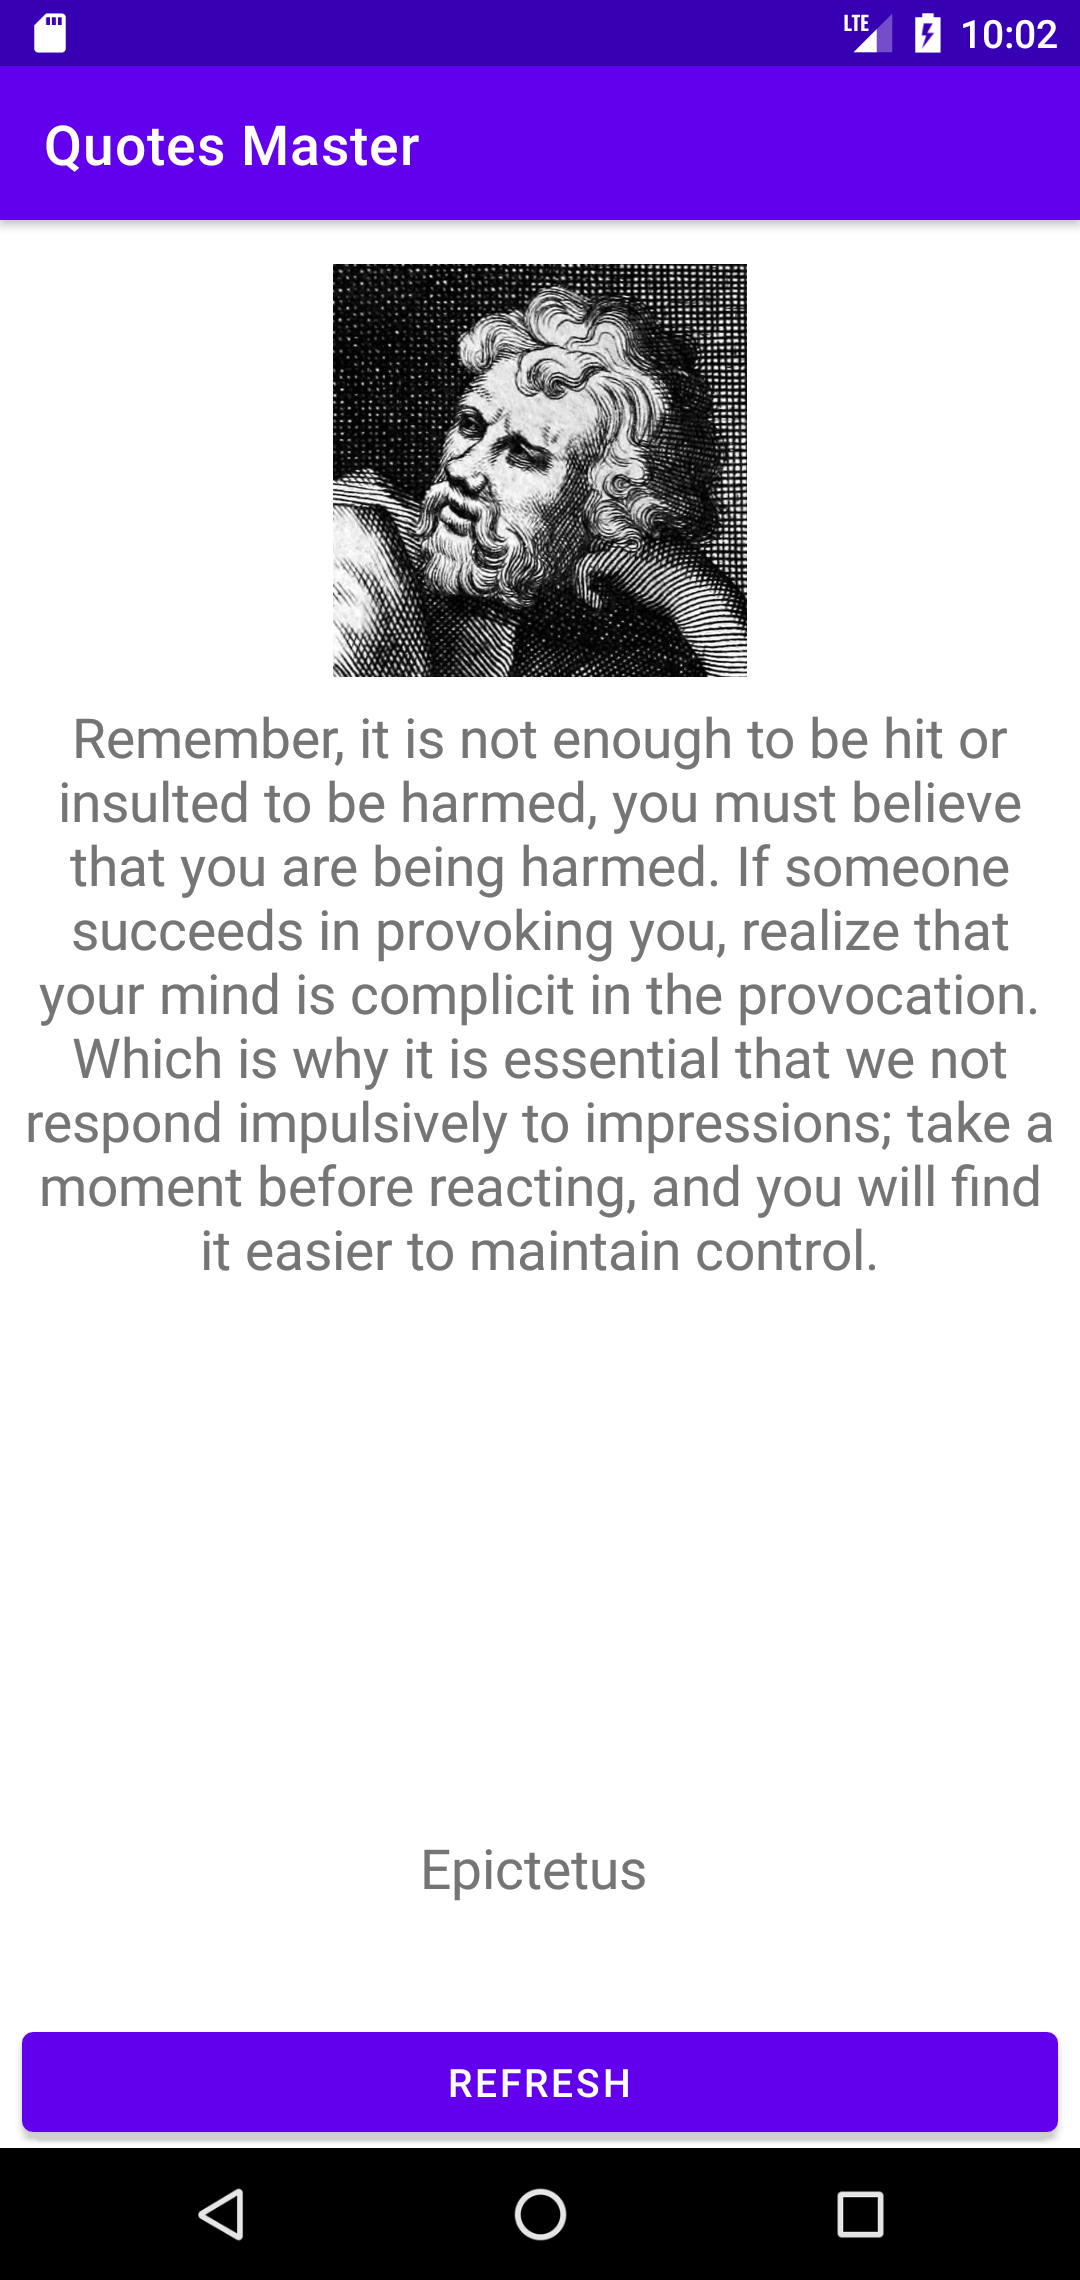 LTE 10:02
Quotes Master
Remember, it is not enough to be hit or
insulted to be harmed, you must believe
that you are being harmed. If someone
succeeds in provoking you, realize that
your mind is complicit in the provocation.
Which is why it is essential that we not
respond impulsively to impressions; take a
moment before reacting, and you will find
it easier to maintain control.
Epictetus
REFRESH